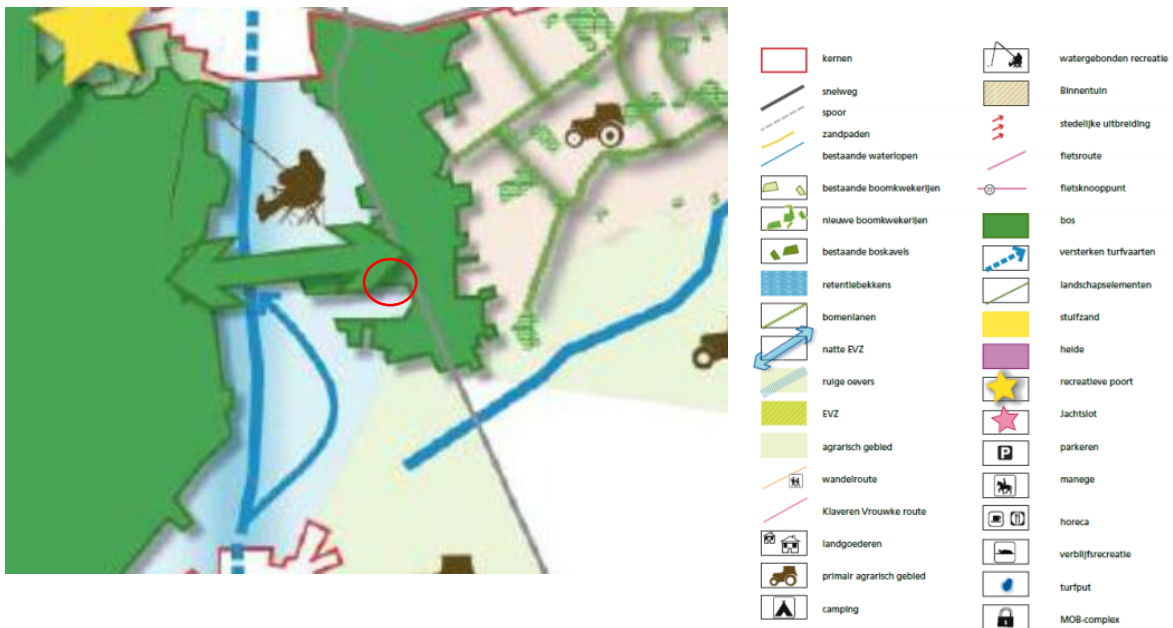 kernen
snelweg
spoor
zandpaden
bestaande waterlopen
bestaande boomkwekerijen
nieuwe boomkwekerijen
bestaande boskavels
retentiebekkens
bomenlanen
natte EVZ
ruige oevers
EVZ
agrarisch gebied
wandelroute
Klaveren Vrouwke route
landgoederen
primair agrarisch gebied
camping
watergebonden recreatie
Binnentuin
stedelijke uitbreiding
fietsroute
fietsknooppunt
bos
versterken turfvaarten
landschapselementen
stuifzand
heide
recreatieve poort
Jachtslot
P
parkeren
manege
horeca
verblijfsrecreatie
turfput
MOB-complex